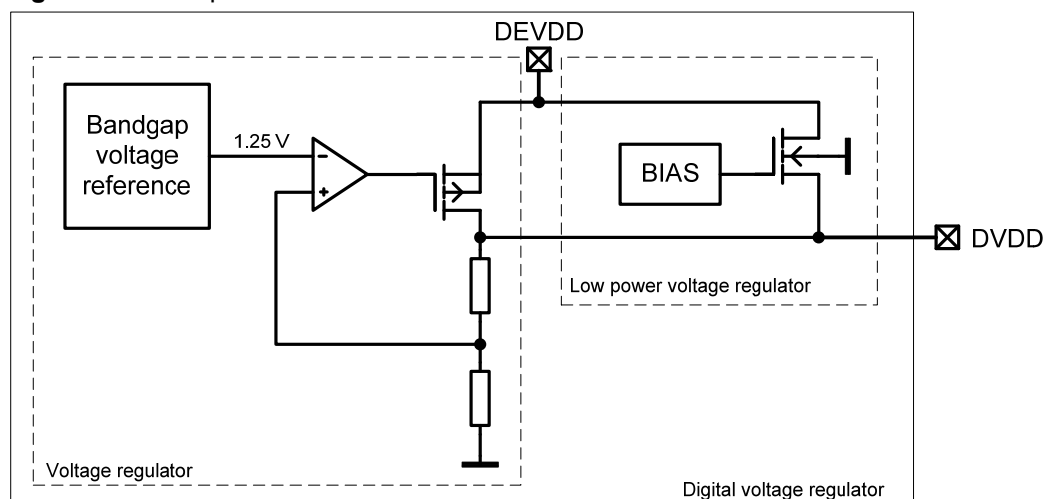 DEVDD
Bandgap
voltage
reference
1.25 V
-
+
BIAS
DVDD
Low power voltage regulator
Voltage regulator
Digital voltage regulator